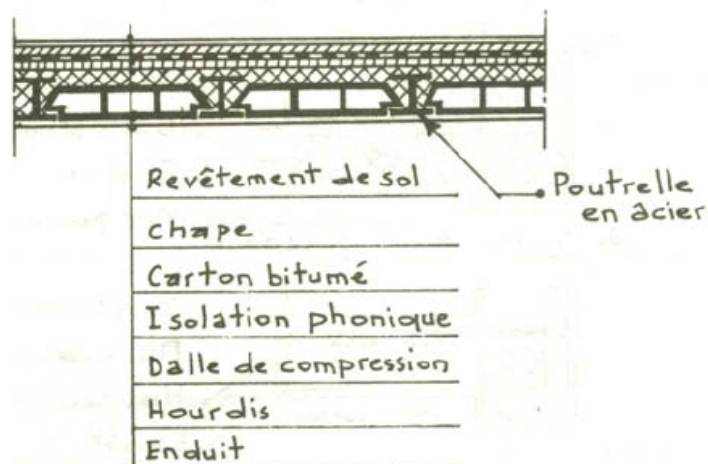 Revêtement de sol
chape
Carton bitumé
Isolation phonique
Dalle de compression
Hourdis
Enduit
Poutrelle
en acier